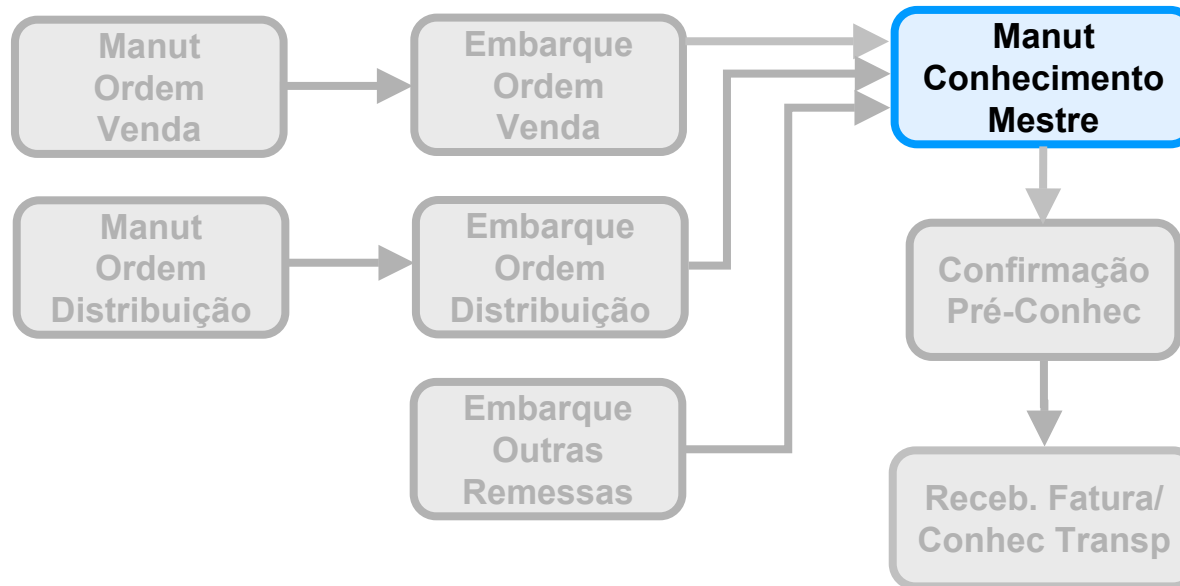 Manut
Ordem
Venda
Embarque
Ordem
Venda
Manut
Conhecimento
Mestre
Manut
Ordem
Distribuição
Embarque
Ordem
Distribuição
Confirmação
Pré-Conhec
Embarque
Outras
Remessas
Receb. Fatura/
Conhec Transp